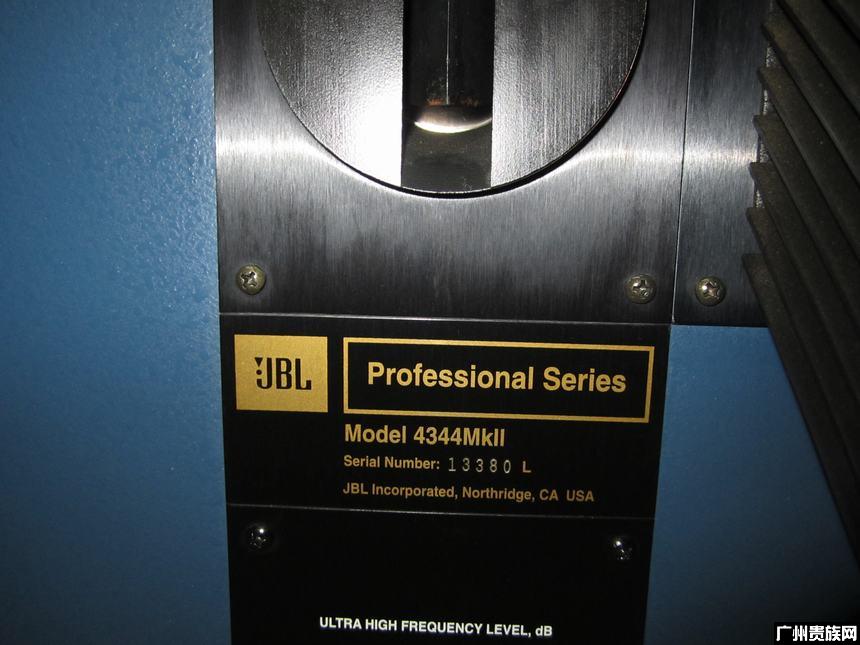 JBL
Professional Series
Model 4344MkII
Serial Number: 13380 L
JBL Incorporated, Northridge, CA USA
ULTRA HIGH FREQUENCY LEVEL, dB
广州贵族网